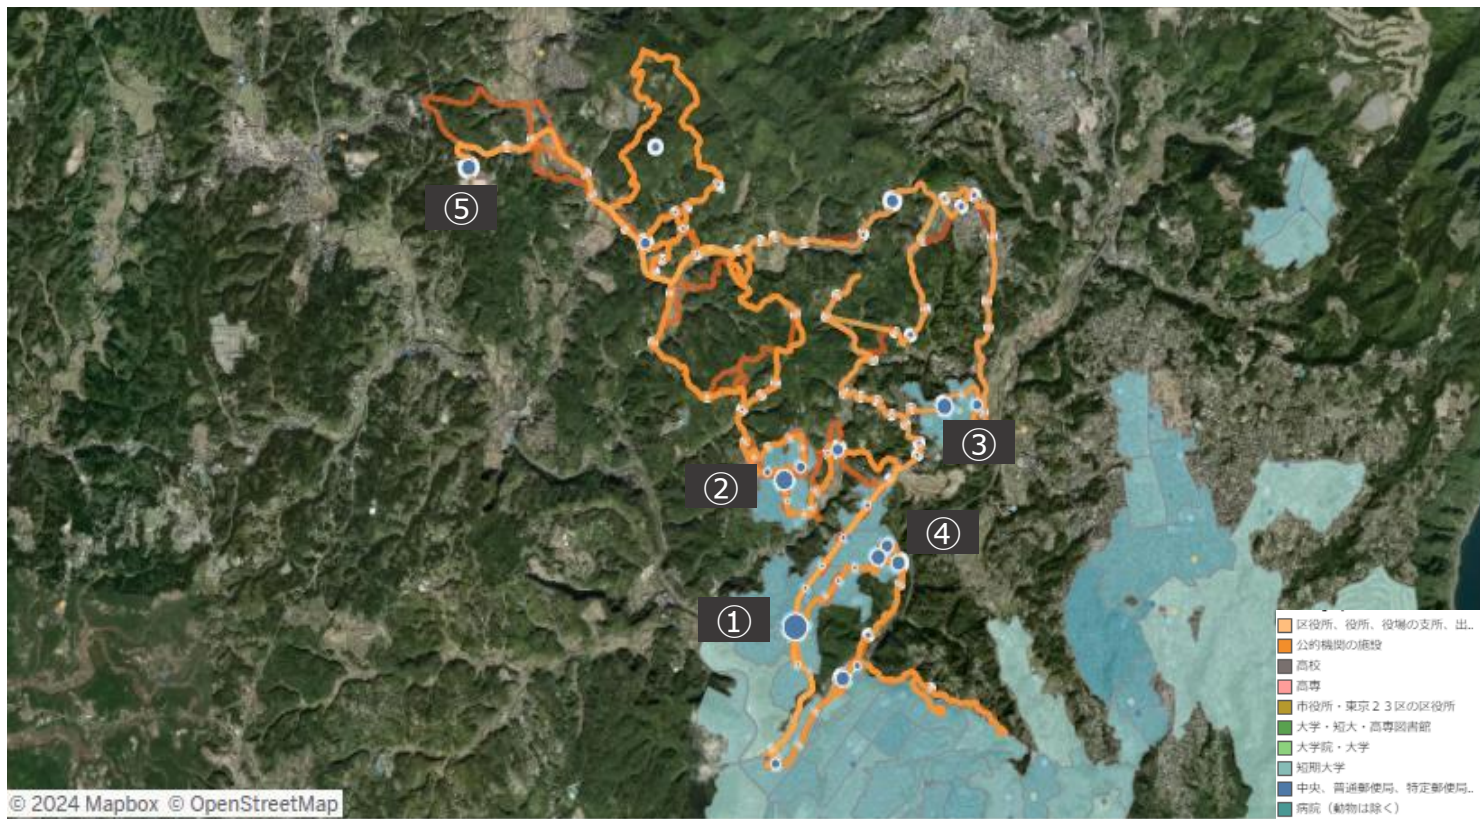 ⑤
③
②
④
①
区役所、役所、役場の支所、出...
公的機関の施設
高校
高専
市役所・東京23区の区役所
大学・短大・高専図書館
大学院・大学
短期大学
中央、普通郵便局、特定郵便局...
病院（動物は除く）
© 2024 Mapbox © OpenStreetMap